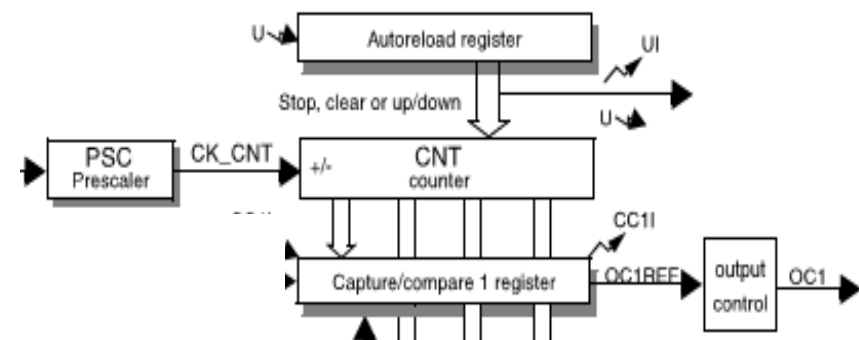 U
Autoreload register
UI
Stop, clear or up/down
U
PSC
Prescaler
CK_CNT
+/-
CNT
counter
CC1I
Capture/compare 1 register
OC1REF
output
control
OC1